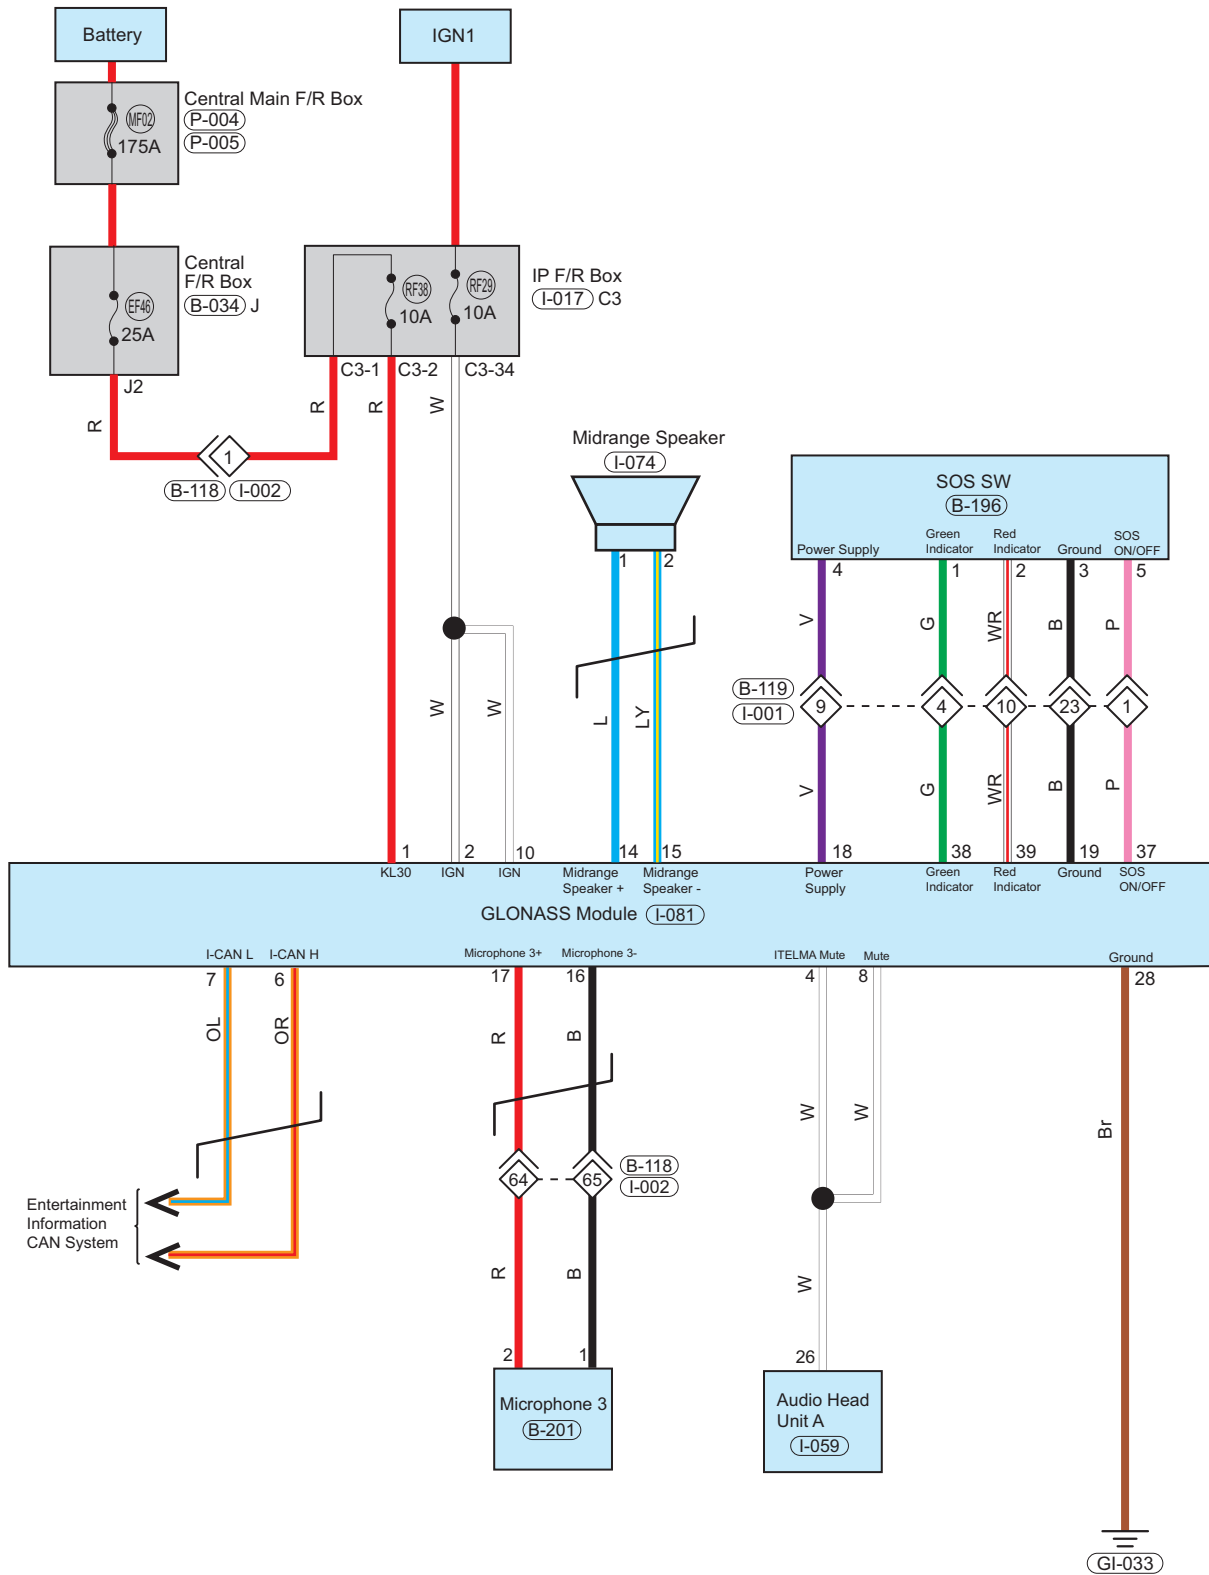 Battery
IGN1
Central Main F/R Box
P-004
P-005
MF02
175A
Central
F/R Box
B-034 J
EF46
25A
J2
IP F/R Box
I-017 C3
RF38
10A
RF29
10A
C3-1
C3-2
C3-34
R
R
R
W
1
B-118 I-002
Midrange Speaker
I-074
1
2
SOS SW
B-196
Power Supply
Green
Indicator
Red
Indicator
Ground
SOS
ON/OFF
4
1
2
3
5
V
G
WR
B
P
B-119
I-001
9
4
10
23
1
W
W
L
LY
V
G
WR
B
P
1
2
10
14
15
18
38
39
19
37
KL30
IGN
IGN
Midrange
Speaker +
Midrange
Speaker -
Power
Supply
Green
Indicator
Red
Indicator
Ground
SOS
ON/OFF
GLONASS Module I-081
I-CAN L
I-CAN H
Microphone 3+
Microphone 3-
ITELMA Mute
Mute
Ground
7
6
17
16
4
8
28
OL
OR
R
B
W
W
Br
64
65
B-118
I-002
Entertainment
Information
CAN System
R
B
W
2
1
26
Microphone 3
B-201
Audio Head
Unit A
I-059
GI-033